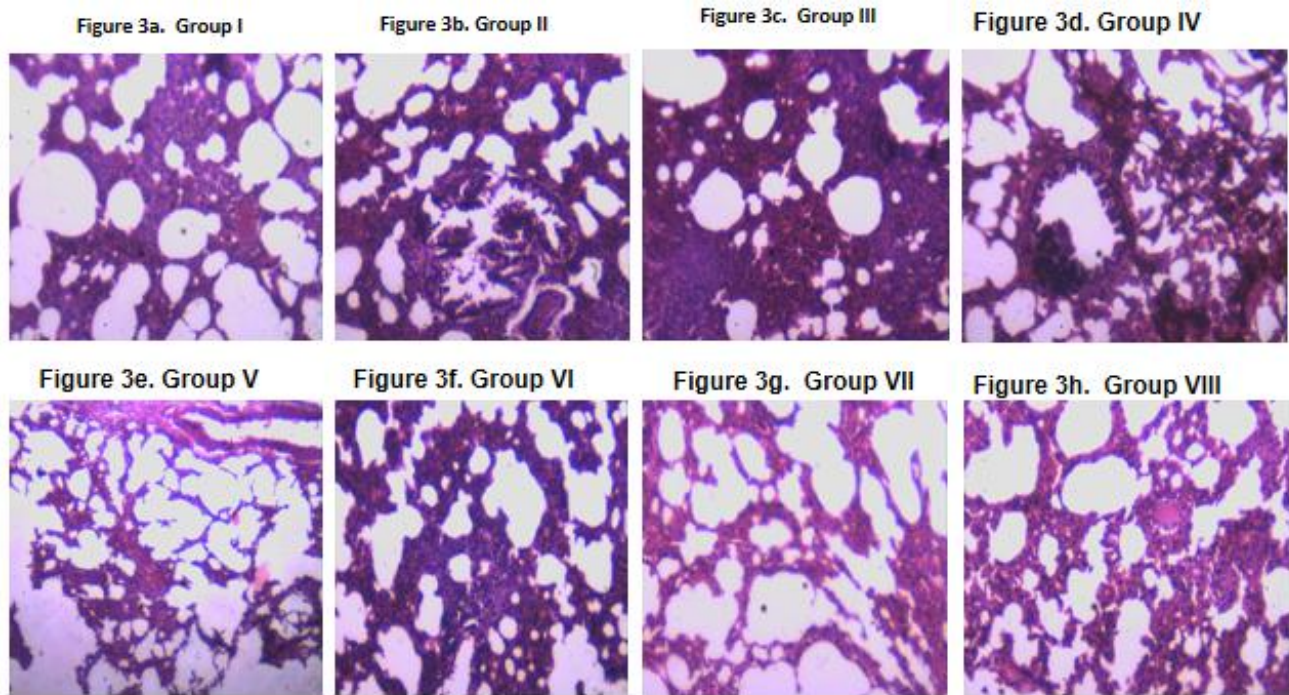 Figure 3a. Group I
Figure 3b. Group II
Figure 3c. Group III
Figure 3d. Group IV
Figure 3e. Group V
Figure 3f. Group VI
Figure 3g. Group VII
Figure 3h. Group VIII